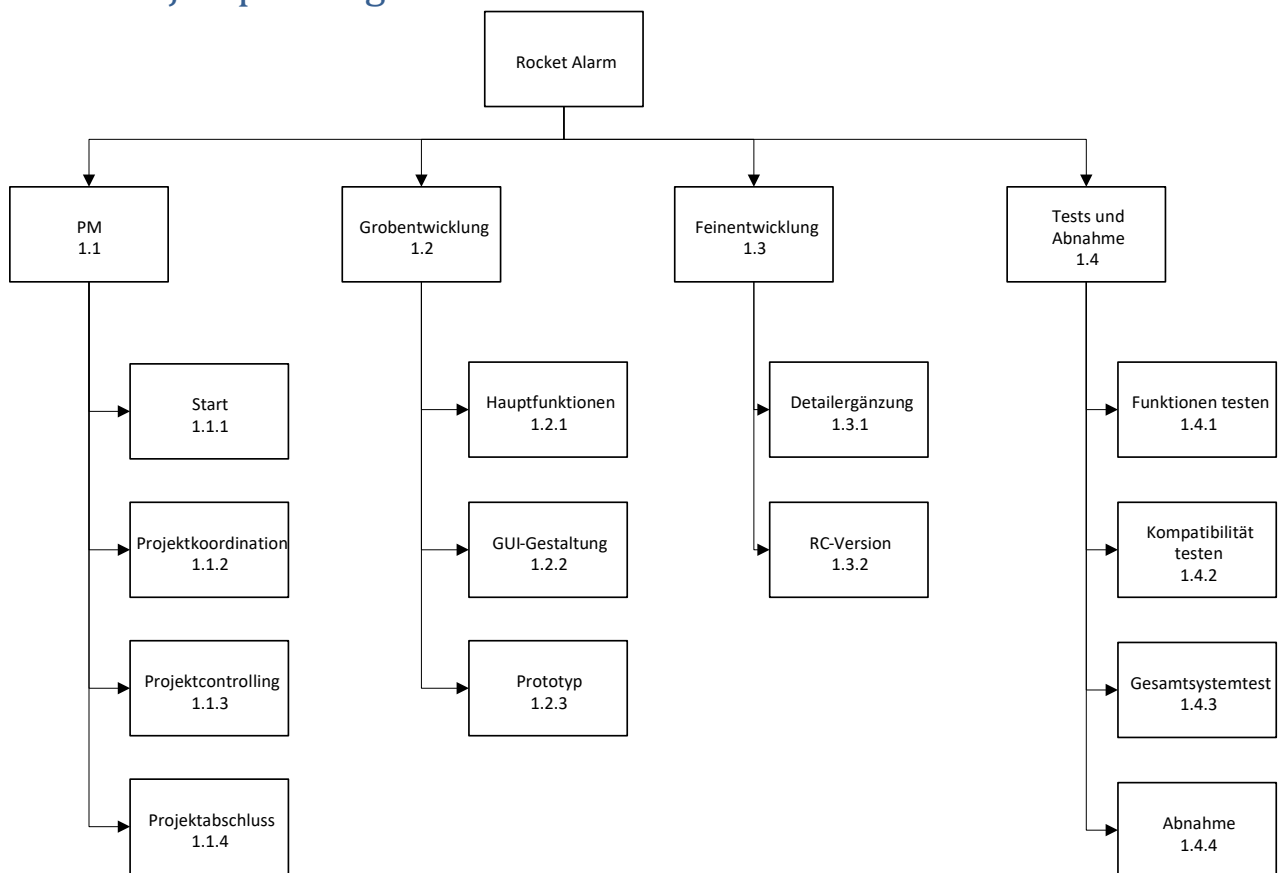 Rocket Alarm
PM
1.1
Grobentwicklung
1.2
Feinentwicklung
1.3
Tests und
Abnahme
1.4
Start
1.1.1
Hauptfunktionen
1.2.1
Detailergänzung
1.3.1
Funktionen testen
1.4.1
Projektkoordination
1.1.2
GUI-Gestaltung
1.2.2
RC-Version
1.3.2
Kompatibilität
testen
1.4.2
Projektcontrolling
1.1.3
Prototyp
1.2.3
Gesamtsystemtest
1.4.3
Projektabschluss
1.1.4
Abnahme
1.4.4